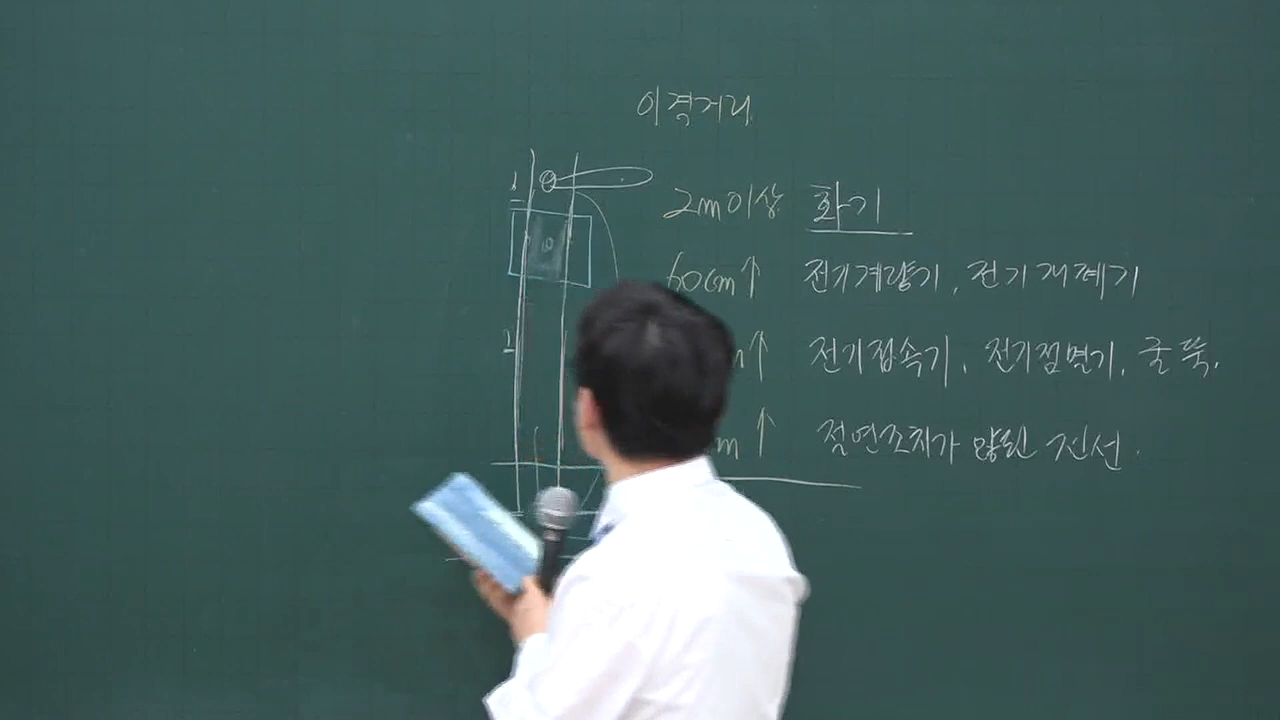 이격거리
2m이상 화기
60cm↑ 전기계량기, 전기개폐기
m↑ 전기접속기, 전기점멸기, 굴뚝.
m↑ 절연조치가 않된 전선.